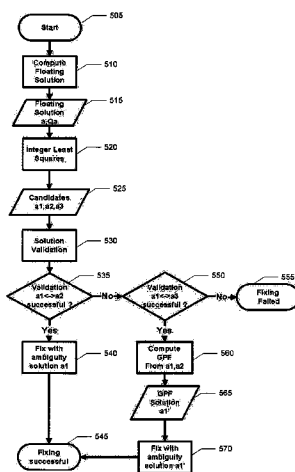 505
Start
510
Compute
Floating
Solution
515
Floating
Solution
a,Qa
520
Integer Least
Squares
525
Candidates
a1,a2,a3
530
Solution
Validation
535
Validation
a1<->a2
successful ?
No
550
Validation
a1<->a3
successful ?
No
555
Fixing
Failed
Yes
540
Fix with
ambiguity
solution a1
Yes
560
Compute
GPF
From a1,a2
565
GPF
Solution
a1'
545
Fixing
successful
570
Fix with
ambiguity
solution a1'